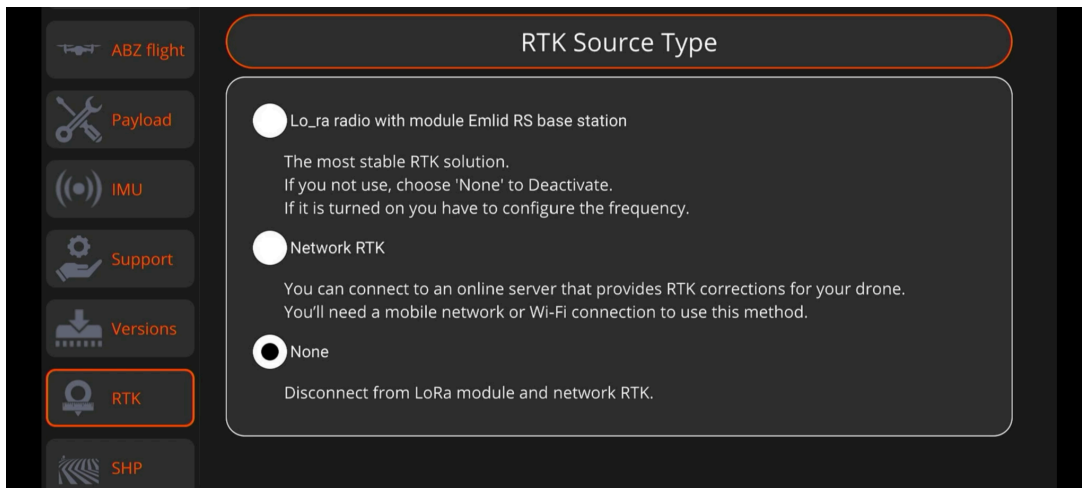 ABZ flight
Payload
IMU
Support
Versions
RTK
SHP
RTK Source Type
Lo_ra radio with module Emlid RS base station
The most stable RTK solution.
If you not use, choose 'None' to Deactivate.
If it is turned on you have to configure the frequency.
Network RTK
You can connect to an online server that provides RTK corrections for your drone.
You'll need a mobile network or Wi-Fi connection to use this method.
None
Disconnect from LoRa module and network RTK.